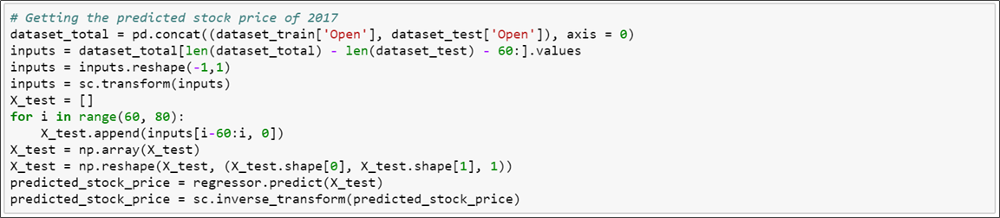 # Getting the predicted stock price of 2017
dataset_total = pd.concat((dataset_train['Open'], dataset_test['Open']), axis = 0)
inputs = dataset_total[len(dataset_total) - len(dataset_test) - 60:].values
inputs = inputs.reshape(-1,1)
inputs = sc.transform(inputs)
X_test = []
for i in range(60, 80):
    X_test.append(inputs[i-60:i, 0])
X_test = np.array(X_test)
X_test = np.reshape(X_test, (X_test.shape[0], X_test.shape[1], 1))
predicted_stock_price = regressor.predict(X_test)
predicted_stock_price = sc.inverse_transform(predicted_stock_price)